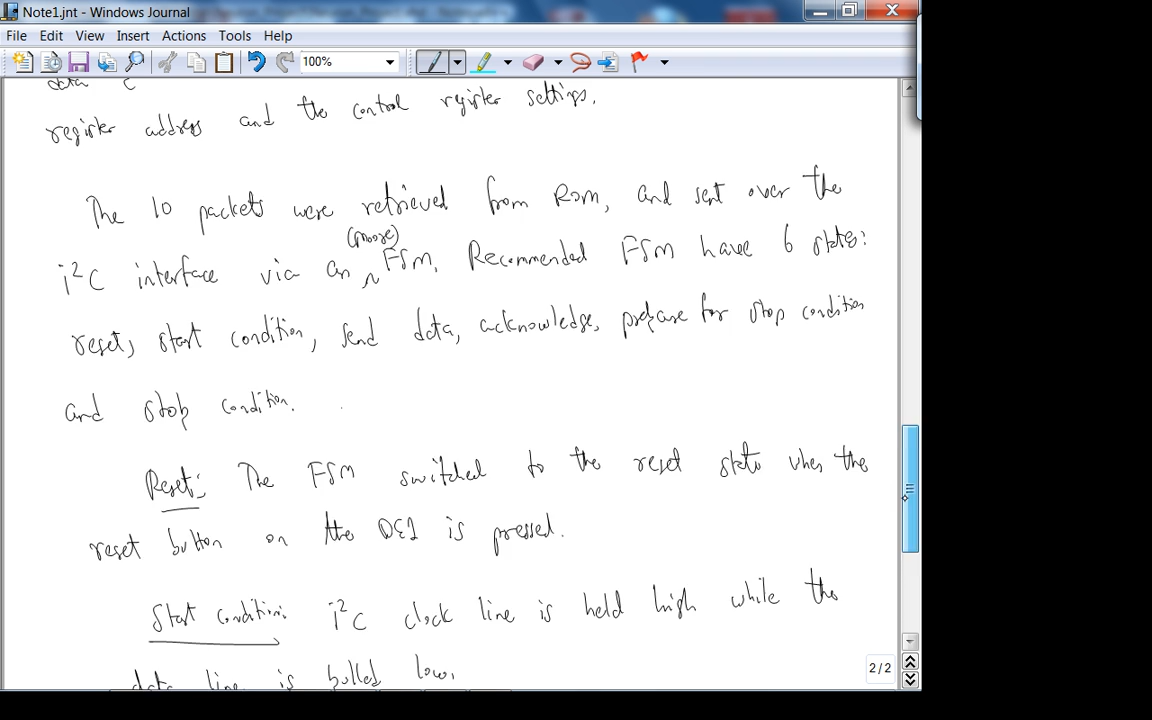 Note1.jnt - Windows Journal
File Edit View Insert Actions Tools Help
100%
data c
register address and the control register settings.
The 10 packets were retrieved from ROM, and sent over the
(moore)
i²C interface via an FSM. Recommended FSM have 6 states:
reset, start condition, send data, acknowledge, prepare for stop condition
and stop condition.
Reset: The FSM switched to the reset state when the
reset button on the DE1 is pressed.
Start condition: i²C clock line is held high while the
data line is pulled low.
2/2